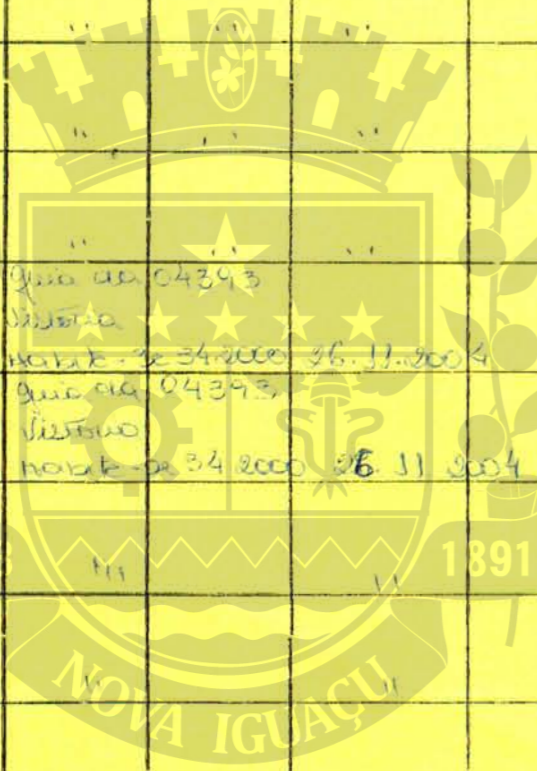 " " "
" " "
" " "
Guia da 04393
Vistoria
Habite-se 34.2000 26.11.2004
Guia da 04393
Vistoria
Habite-se 34 2000 26 11 2004
" "
1891
" "
NOVA IGUAÇU